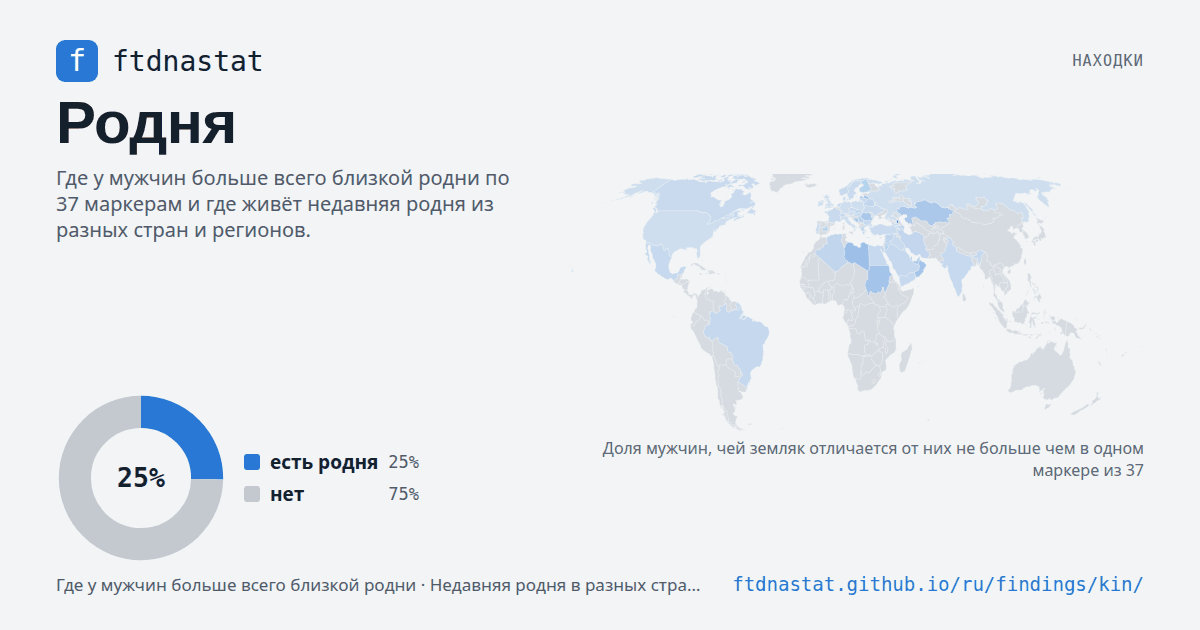 f ftdnastat
НАХОДКИ
Родня
Где у мужчин больше всего близкой родни по
37 маркерам и где живёт недавняя родня из
разных стран и регионов.
25%
есть родня 25%
нет 75%
Доля мужчин, чей земляк отличается от них не больше чем в одном
маркере из 37
Где у мужчин больше всего близкой родни · Недавняя родня в разных стра...
ftdnastat.github.io/ru/findings/kin/